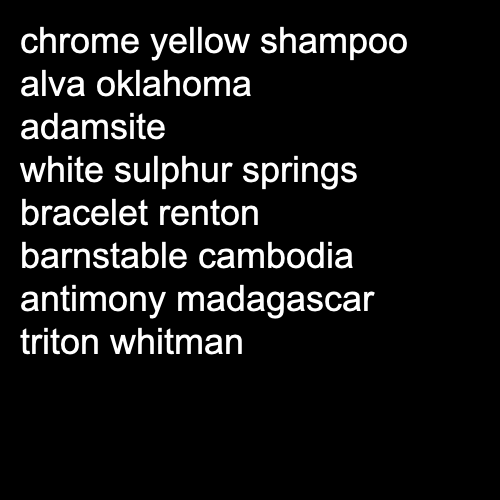 chrome yellow shampoo
alva oklahoma
adamsite
white sulphur springs
bracelet renton
barnstable cambodia
antimony madagascar
triton whitman